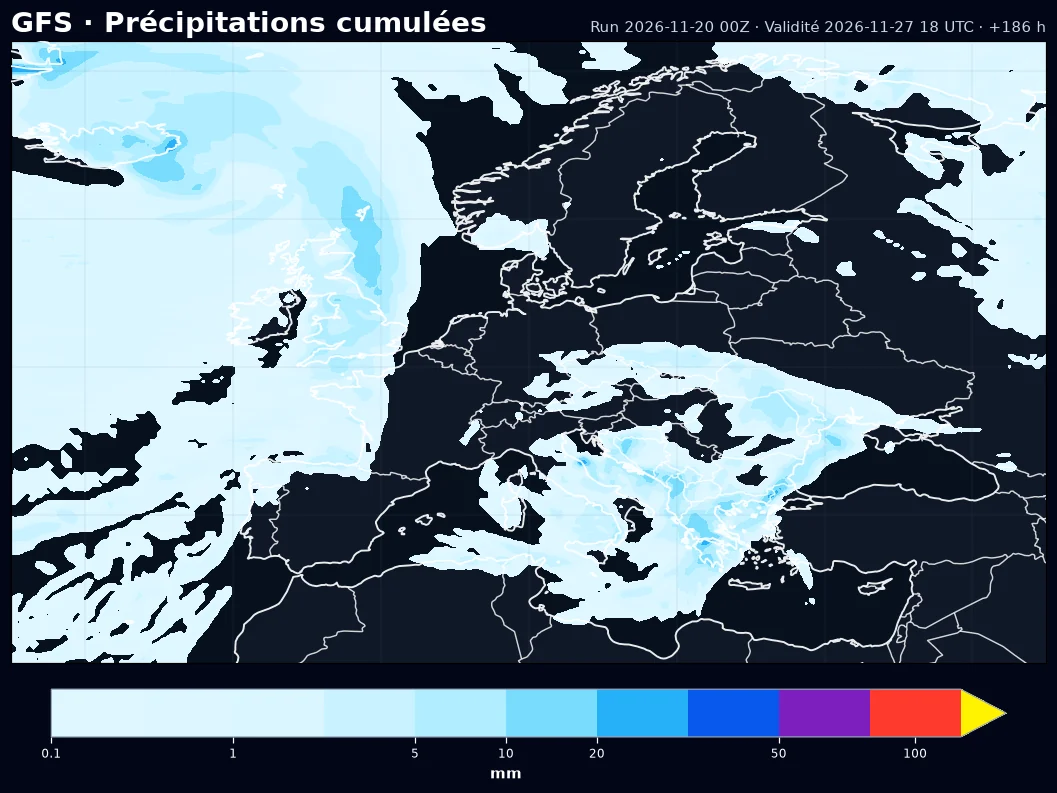 GFS · Précipitations cumulées
Run 2026-11-20 00Z · Validité 2026-11-27 18 UTC · +186 h
0.1 1 5 10 20 50 100
mm